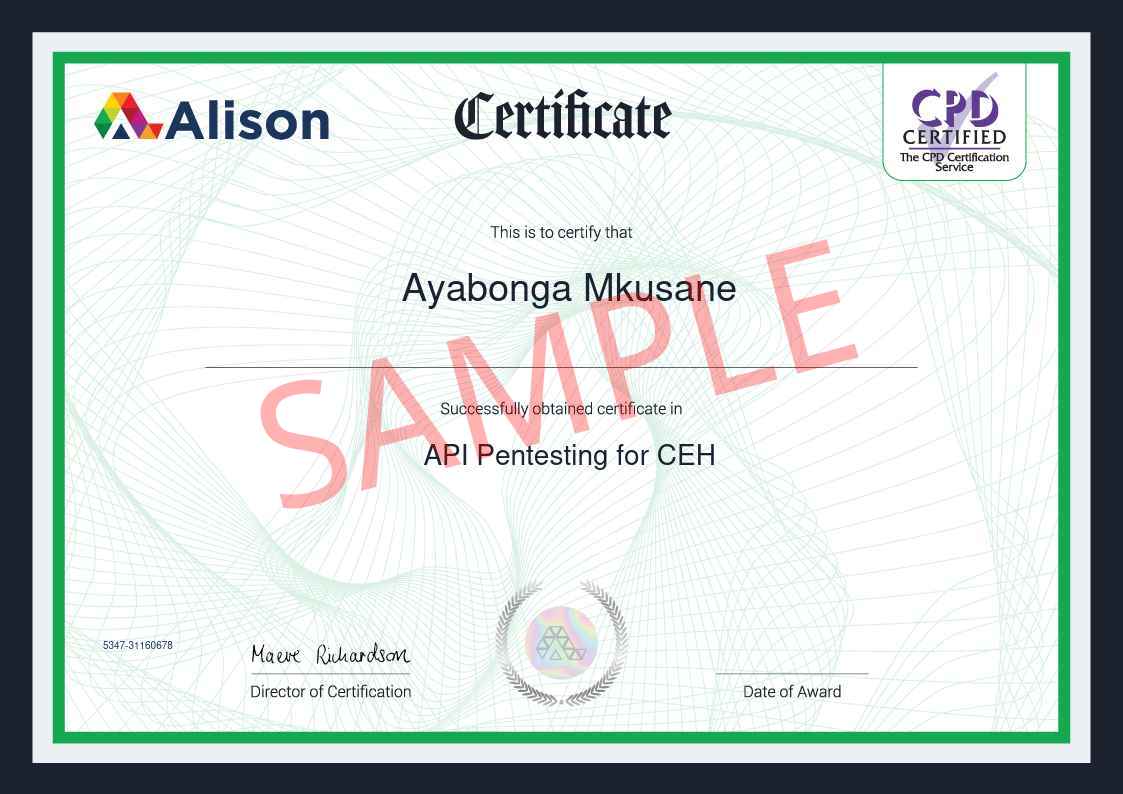 Alison
Certificate
CPD
CERTIFIED
The CPD Certification
Service
This is to certify that
Ayabonga Mkusane
SAMPLE
Successfully obtained certificate in
API Pentesting for CEH
5347-31160678
Maeve Richardson
Director of Certification
Date of Award